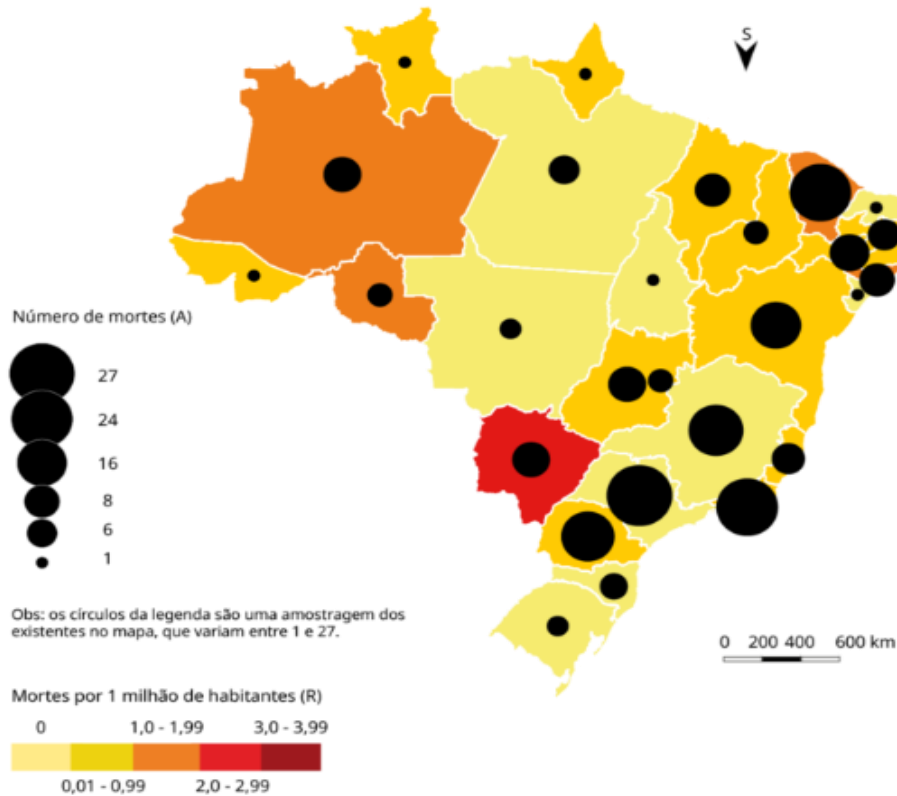 S
Número de mortes (A)
27
24
16
8
6
1
Obs: os círculos da legenda são uma amostragem dos
existentes no mapa, que variam entre 1 e 27.
0 200 400 600 km
Mortes por 1 milhão de habitantes (R)
0 1,0 - 1,99 3,0 - 3,99
0,01 - 0,99 2,0 - 2,99